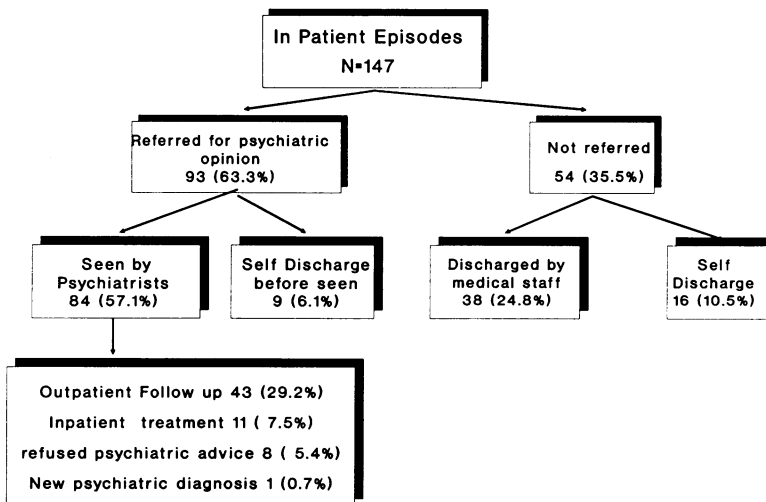 In Patient Episodes
N=147
Referred for psychiatric
opinion
93 (63.3%)
Not referred
54 (35.5%)
Seen by
Psychiatrists
84 (57.1%)
Self Discharge
before seen
9 (6.1%)
Discharged by
medical staff
38 (24.8%)
Self
Discharge
16 (10.5%)
Outpatient Follow up 43 (29.2%)
Inpatient treatment 11 ( 7.5%)
refused psychiatric advice 8 ( 5.4%)
New psychiatric diagnosis 1 (0.7%)